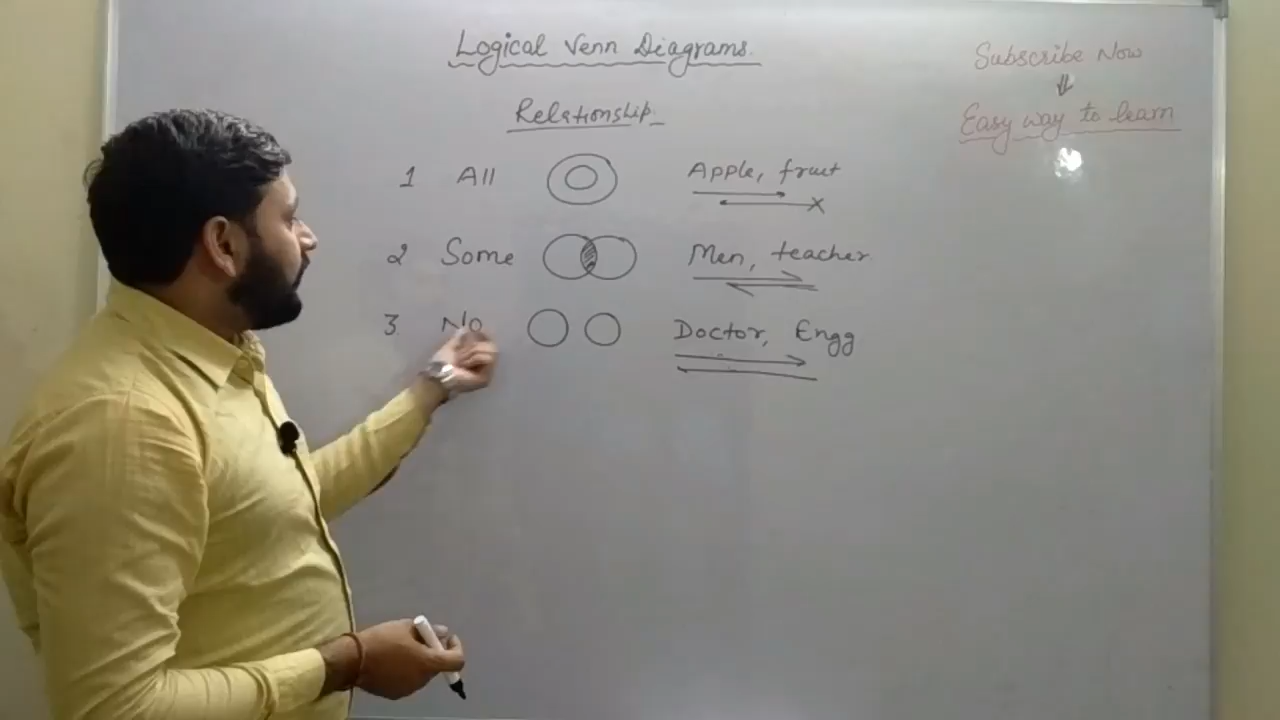 Logical Venn Diagrams.
Relationship.
1 All Apple, fruit
2 Some Men, teacher
3. No Doctor, Engg
Subscribe Now
⇓
Easy way to learn